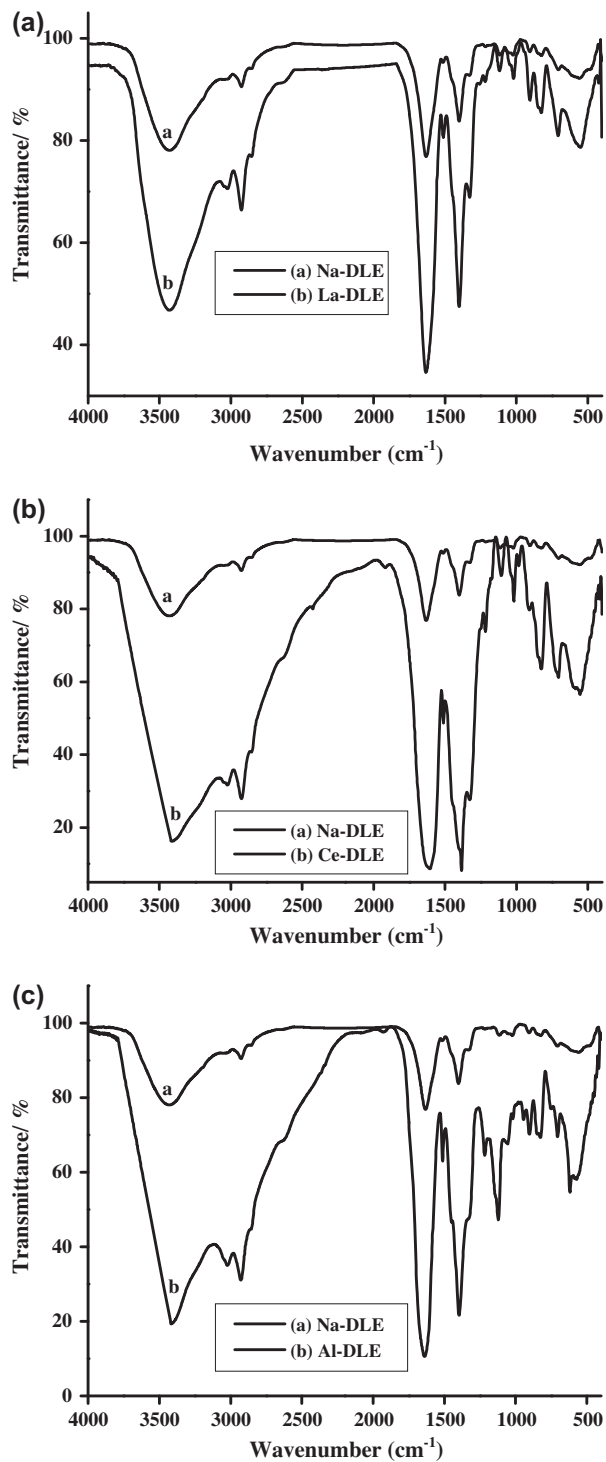 (a)
100
80
60
40
Transmittance/ %
a
b
(a) Na-DLE
(b) La-DLE
4000 3500 3000 2500 2000 1500 1000 500
Wavenumber (cm⁻¹)
(b)
100
80
60
40
20
Transmittance/ %
a
b
(a) Na-DLE
(b) Ce-DLE
4000 3500 3000 2500 2000 1500 1000 500
Wavenumber (cm⁻¹)
(c)
100
80
60
40
20
0
Transmittance/ %
a
b
(a) Na-DLE
(b) Al-DLE
4000 3500 3000 2500 2000 1500 1000 500
Wavenumber (cm⁻¹)